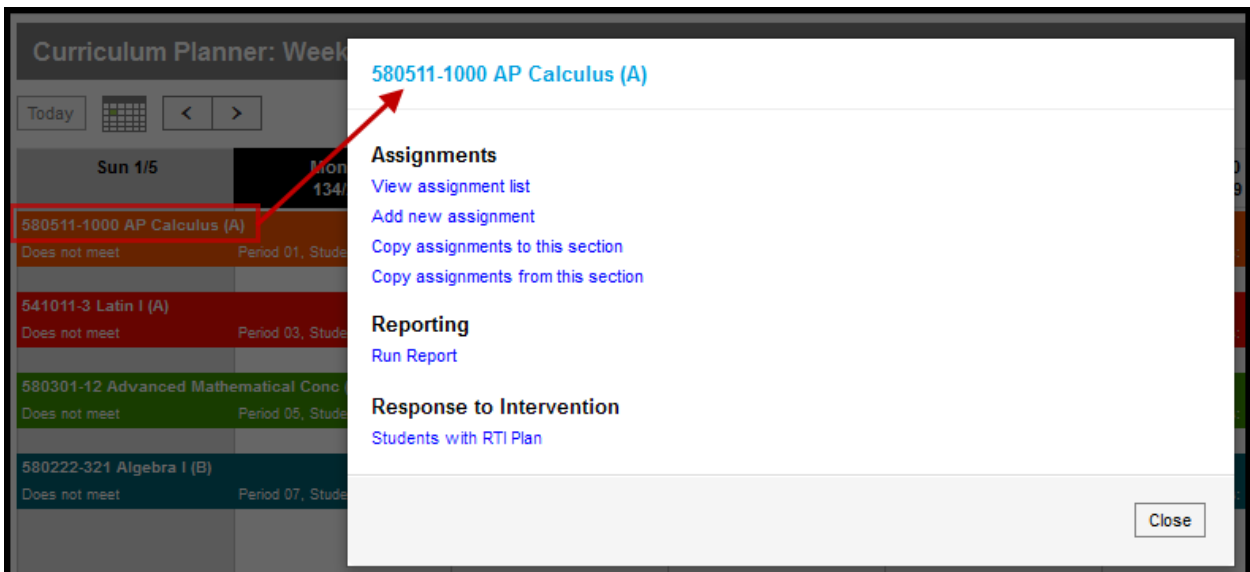 Curriculum Planner: Week
580511-1000 AP Calculus (A)
Today
Sun 1/5
Mon
134/
580511-1000 AP Calculus (A)
Does not meet
Period 01, Stude
541011-3 Latin I (A)
Does not meet
Period 03, Stude
580301-12 Advanced Mathematical Conc (
Does not meet
Period 05, Stude
580222-321 Algebra I (B)
Does not meet
Period 07, Stude
Assignments
View assignment list
Add new assignment
Copy assignments to this section
Copy assignments from this section
Reporting
Run Report
Response to Intervention
Students with RTI Plan
Close